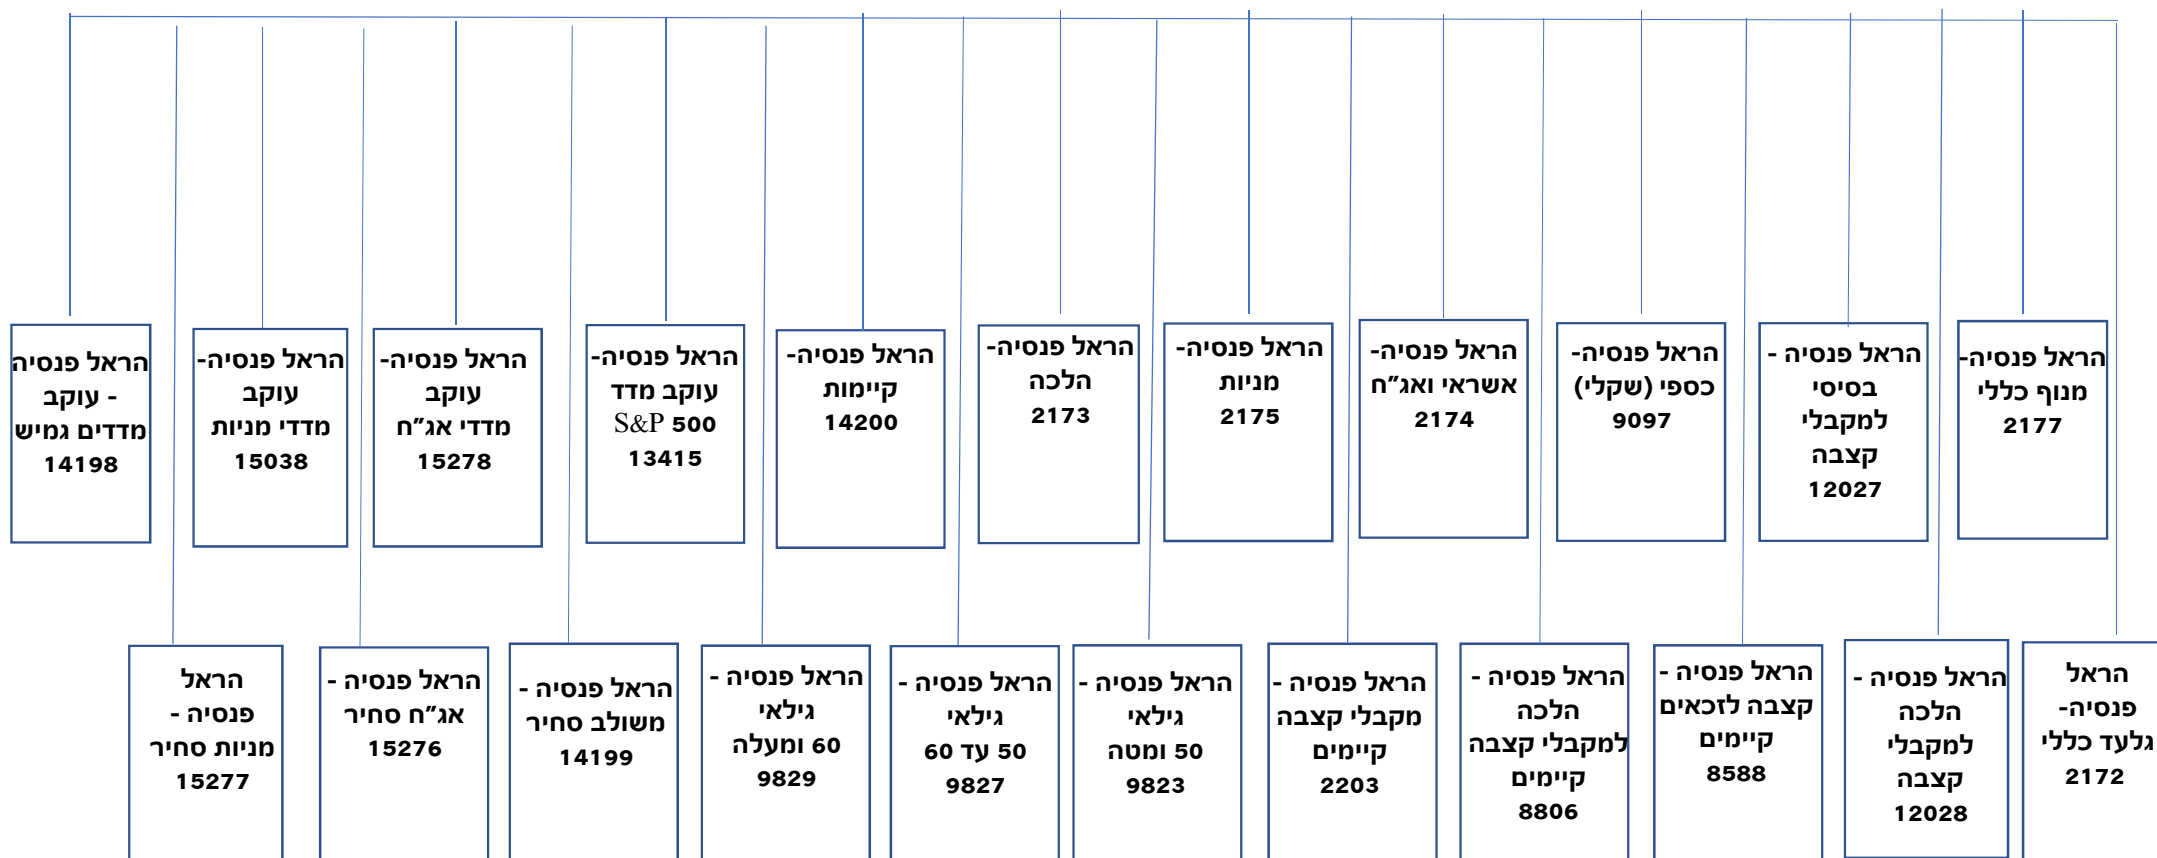 הראל פנסיה-
מנוף כללי
2177
הראל פנסיה -
בסיסי
למקבלי
קצבה
12027
הראל פנסיה-
כספי (שקלי)
9097
הראל פנסיה-
אשראי ואג"ח
2174
הראל פנסיה-
מניות
2175
הראל פנסיה-
הלכה
2173
הראל פנסיה-
קיימות
14200
הראל פנסיה-
עוקב מדד
S&P 500
13415
הראל פנסיה-
עוקב
מדדי אג"ח
15278
הראל פנסיה-
עוקב
מדדי מניות
15038
הראל פנסיה
- עוקב
מדדים גמיש
14198
הראל
פנסיה-
גלעד כללי
2172
הראל פנסיה -
הלכה
למקבלי
קצבה
12028
הראל פנסיה -
קצבה לזכאים
קיימים
8588
הראל פנסיה -
הלכה
למקבלי קצבה
קיימים
8806
הראל פנסיה -
מקבלי קצבה
קיימים
2203
הראל פנסיה -
גילאי
50 ומטה
9823
הראל פנסיה -
גילאי
50 עד 60
9827
הראל פנסיה -
גילאי
60 ומעלה
9829
הראל פנסיה -
משולב סחיר
14199
הראל פנסיה -
אג"ח סחיר
15276
הראל
פנסיה -
מניות סחיר
15277